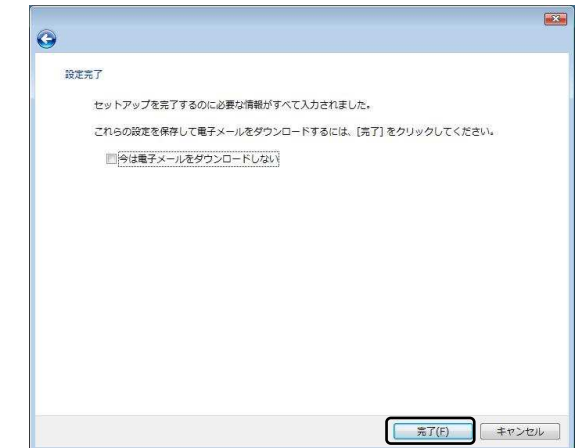 設定完了
セットアップを完了するのに必要な情報がすべて入力されました。
これらの設定を保存して電子メールをダウンロードするには、[完了] をクリックしてください。
今は電子メールをダウンロードしない
完了(F)
キャンセル